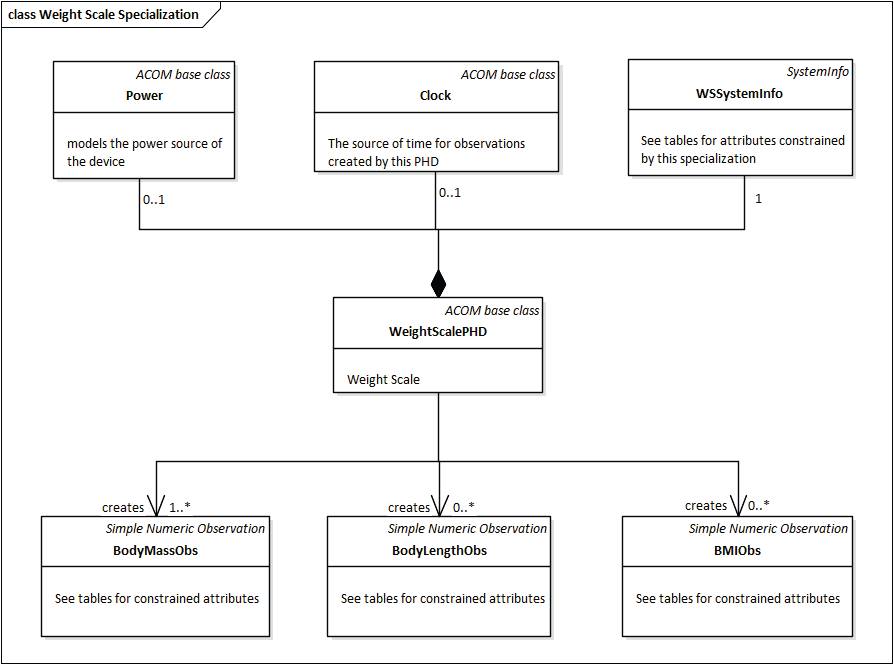 class Weight Scale Specialization
ACOM base class
Power
models the power source of
the device
0..1
ACOM base class
Clock
The source of time for observations
created by this PHD
0..1
SystemInfo
WSSystemInfo
See tables for attributes constrained
by this specialization
1
ACOM base class
WeightScalePHD
Weight Scale
creates
1..*
Simple Numeric Observation
BodyMassObs
See tables for constrained attributes
creates
0..*
Simple Numeric Observation
BodyLengthObs
See tables for constrained attributes
creates
0..*
Simple Numeric Observation
BMIObs
See tables for constrained attributes